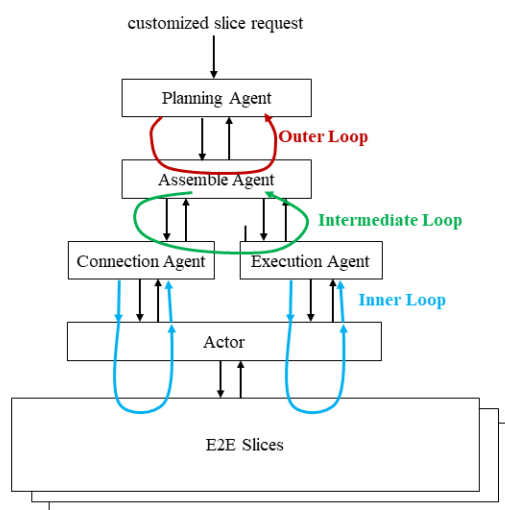 customized slice request
Planning Agent
Outer Loop
Assemble Agent
Intermediate Loop
Connection Agent
Execution Agent
Inner Loop
Actor
E2E Slices